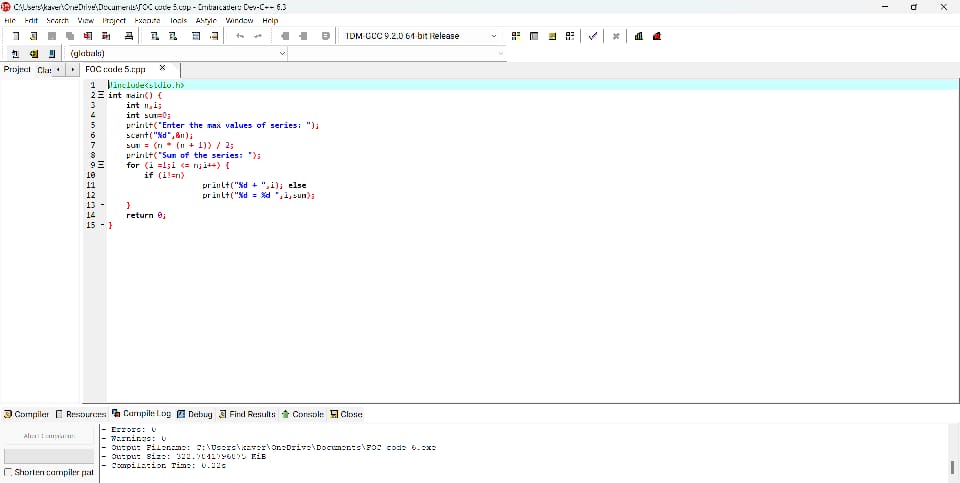 C:\Users\kaver\OneDrive\Documents\FOC code 5.cpp - Embarcadero Dev-C++ 6.3
File Edit Search View Project Execute Tools AStyle Window Help
TDM-GCC 9.2.0 64-bit Release
(globals)
Project Clas FOC code 5.cpp
1 #include<stdio.h>
2 int main() {
3 int n,i;
4 int sum=0;
5 printf("Enter the max values of series: ");
6 scanf("%d",&n);
7 sum = (n * (n + 1)) / 2;
8 printf("Sum of the series: ");
9 for (i =1;i <= n;i++) {
10 if (i!=n)
11 printf("%d + ",i); else
12 printf("%d = %d ",i,sum);
13 }
14 return 0;
15 }
Compiler Resources Compile Log Debug Find Results Console Close
Abort Compilation
Shorten compiler pat
- Errors: 0
- Warnings: 0
- Output Filename: C:\Users\kaver\OneDrive\Documents\FOC code 6.exe
- Output Size: 322.7041796875 KiB
- Compilation Time: 0.22s